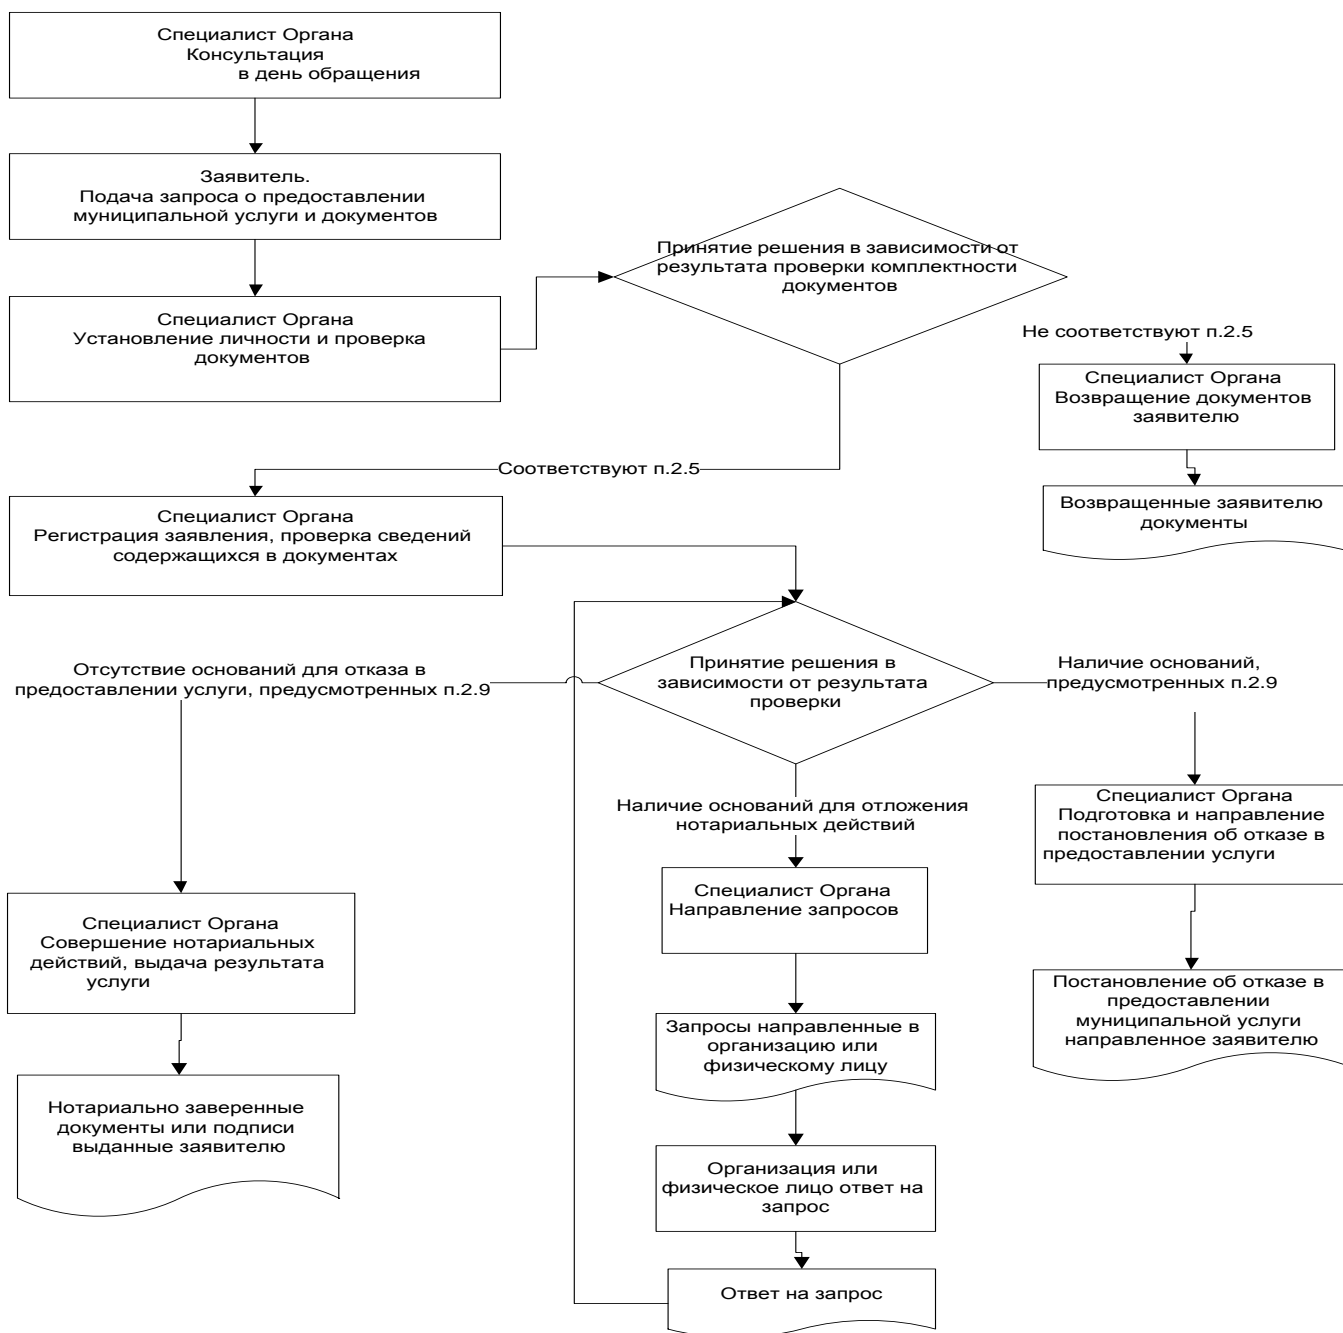 Специалист Органа
Консультация
в день обращения
Заявитель.
Подача запроса о предоставлении
муниципальной услуги и документов
Специалист Органа
Установление личности и проверка
документов
Принятие решения в зависимости от
результата проверки комплектности
документов
Не соответствуют п.2.5
Специалист Органа
Возвращение документов
заявителю
Возвращенные заявителю
документы
Соответствуют п.2.5
Специалист Органа
Регистрация заявления, проверка сведений
содержащихся в документах
Принятие решения в
зависимости от результата
проверки
Отсутствие оснований для отказа в
предоставлении услуги, предусмотренных п.2.9
Наличие оснований,
предусмотренных п.2.9
Наличие оснований для отложения
нотариальных действий
Специалист Органа
Совершение нотариальных
действий, выдача результата
услуги
Нотариально заверенные
документы или подписи
выданные заявителю
Специалист Органа
Направление запросов
Запросы направленные в
организацию или
физическому лицу
Организация или
физическое лицо ответ на
запрос
Ответ на запрос
Специалист Органа
Подготовка и направление
постановления об отказе в
предоставлении услуги
Постановление об отказе в
предоставлении
муниципальной услуги
направленное заявителю